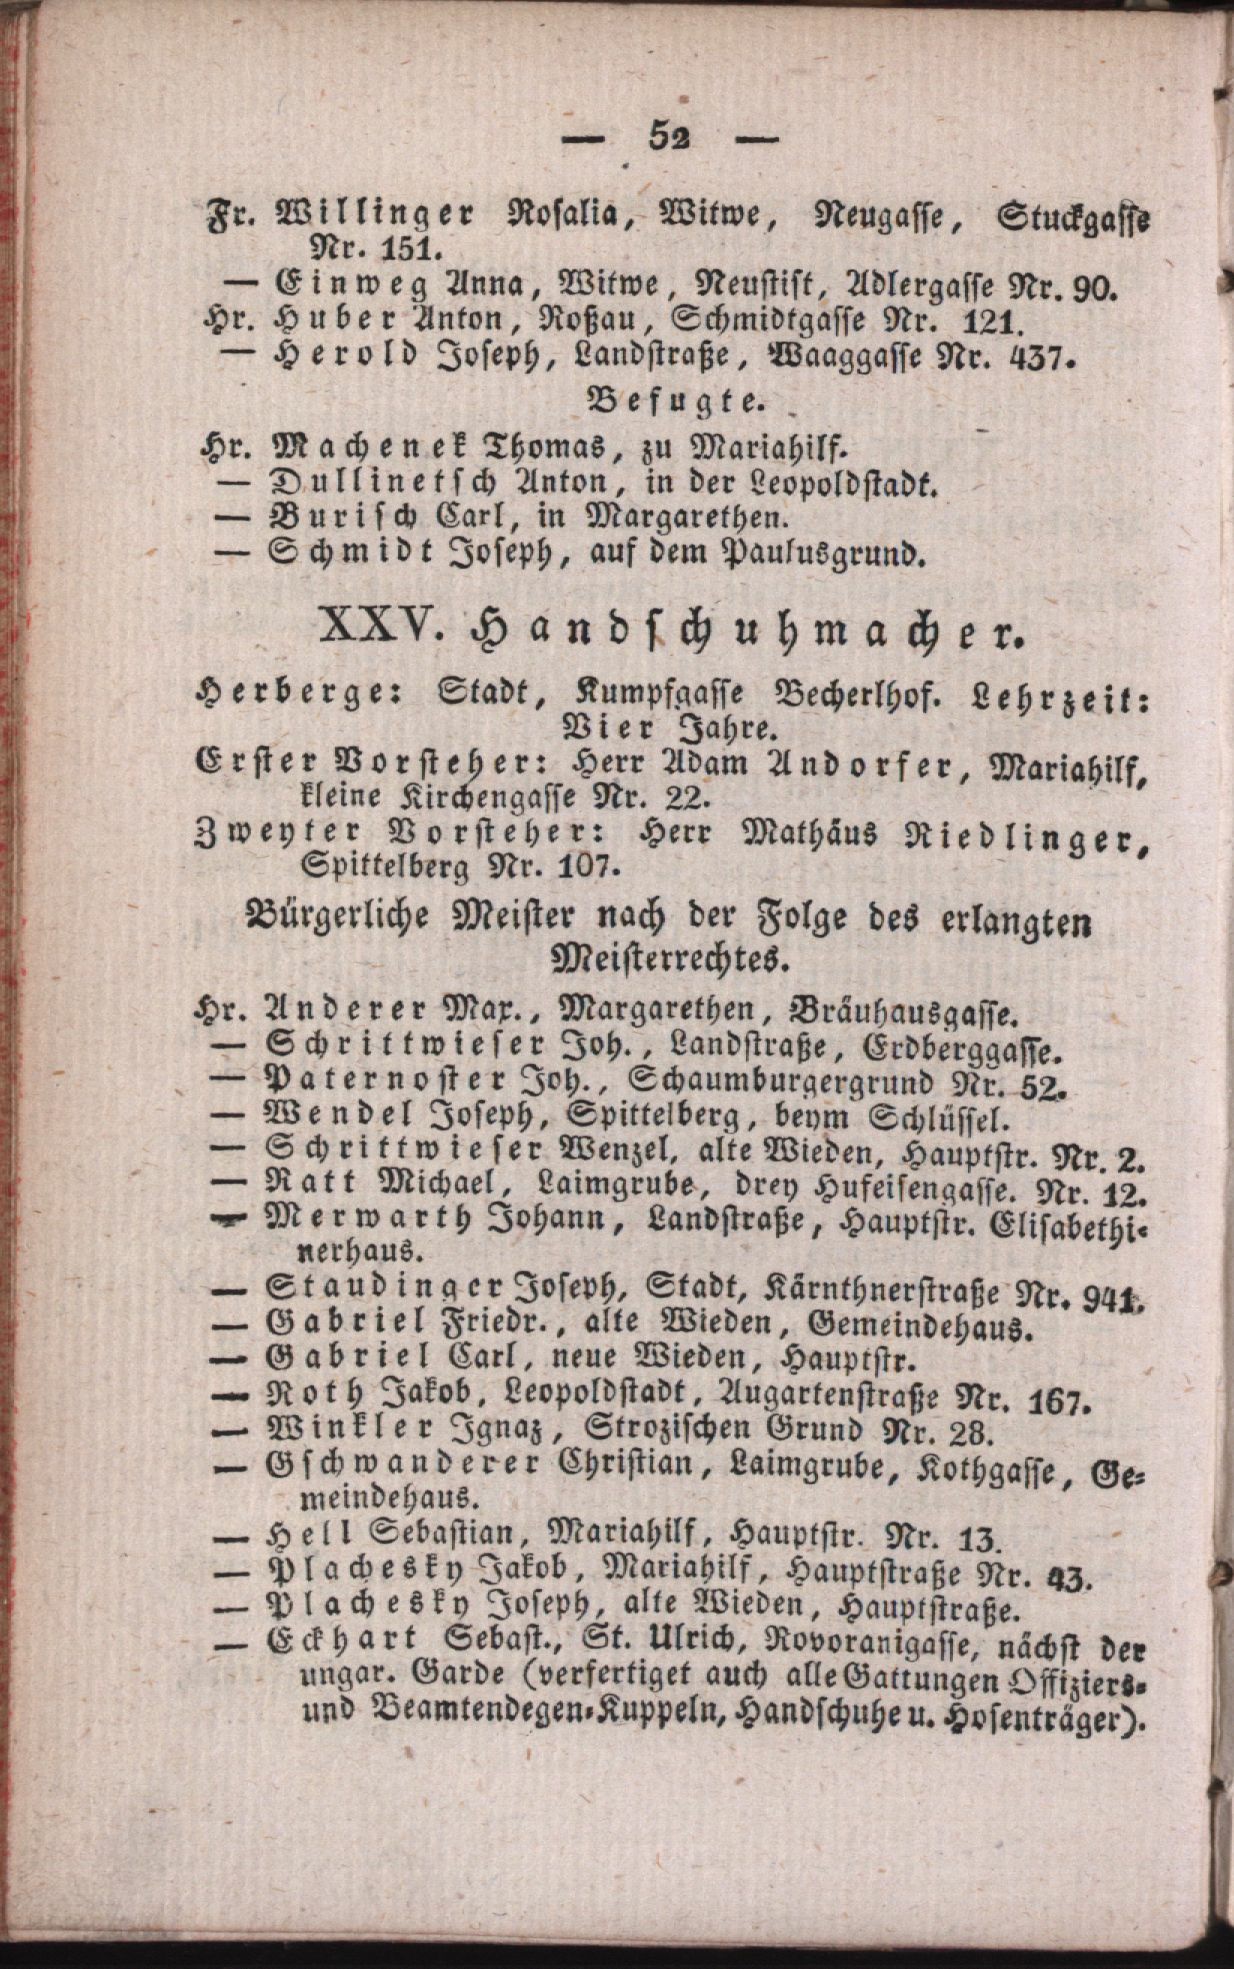 — 52 —
Fr. Willinger Rosalia, Witwe, Neugasse, Stuckgasse
Nr. 151.
— Einweg Anna, Witwe, Neustift, Adlergasse Nr. 90.
Hr. Huber Anton, Roßau, Schmidtgasse Nr. 121.
— Herold Joseph, Landstraße, Waaggasse Nr. 437.
Befugte.
Hr. Machenek Thomas, zu Mariahilf.
— Dullinetsch Anton, in der Leopoldstadt.
— Burisch Carl, in Margarethen.
— Schmidt Joseph, auf dem Paulusgrund.
XXV. Handschuhmacher.
Herberge: Stadt, Kumpfgasse Becherlhof. Lehrzeit:
Vier Jahre.
Erster Vorsteher: Herr Adam Andorfer, Mariahilf,
kleine Kirchengasse Nr. 22.
Zweyter Vorsteher: Herr Mathäus Riedlinger,
Spittelberg Nr. 107.
Bürgerliche Meister nach der Folge des erlangten
Meisterrechtes.
Hr. Anderer Max., Margarethen, Bräuhausgasse.
— Schrittwieser Joh., Landstraße, Erdberggasse.
— Paternoster Joh., Schaumburgergrund Nr. 52.
— Wendel Joseph, Spittelberg, beym Schlüssel.
— Schrittwieser Wenzel, alte Wieden, Hauptstr. Nr. 2.
— Ratt Michael, Laimgrube, drey Hufeisengasse. Nr. 12.
— Merwarth Johann, Landstraße, Hauptstr. Elisabethi-
nerhaus.
— Staudinger Joseph, Stadt, Kärnthnerstraße Nr. 941.
— Gabriel Friedr., alte Wieden, Gemeindehaus.
— Gabriel Carl, neue Wieden, Hauptstr.
— Roth Jakob, Leopoldstadt, Augartenstraße Nr. 167.
— Winkler Ignaz, Strozischen Grund Nr. 28.
— Gschwanderer Christian, Laimgrube, Kothgasse, Ge-
meindehaus.
— Hell Sebastian, Mariahilf, Hauptstr. Nr. 13.
— Plachesky Jakob, Mariahilf, Hauptstraße Nr. 43.
— Plachesky Joseph, alte Wieden, Hauptstraße.
— Eckhart Sebast., St. Ulrich, Rovoranigasse, nächst der
ungar. Garde (verfertiget auch alle Gattungen Offiziers-
und Beamtendegen-Kuppeln, Handschuhe u. Hosenträger).